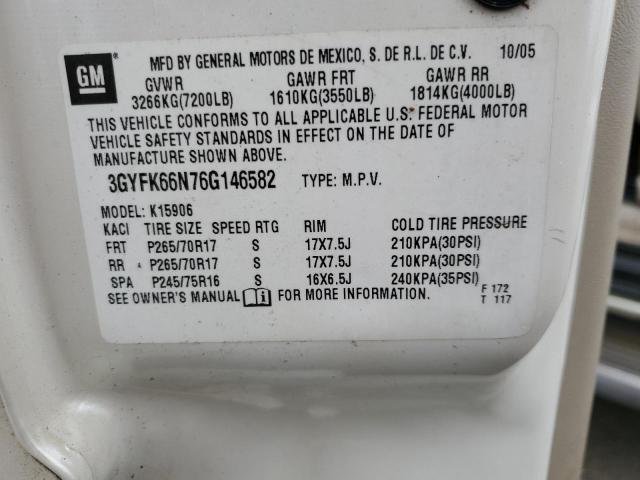 GM
MFD BY GENERAL MOTORS DE MEXICO, S. DE R.L. DE C.V. 10/05
GVWR GAWR FRT GAWR RR
3266KG(7200LB) 1610KG(3550LB) 1814KG(4000LB)
THIS VEHICLE CONFORMS TO ALL APPLICABLE U.S. FEDERAL MOTOR
VEHICLE SAFETY STANDARDS IN EFFECT ON THE DATE OF
MANUFACTURE SHOWN ABOVE.
3GYFK66N76G146582 TYPE: M.P.V.
MODEL: K15906
KACI TIRE SIZE SPEED RTG RIM COLD TIRE PRESSURE
FRT P265/70R17 S 17X7.5J 210KPA(30PSI)
RR P265/70R17 S 17X7.5J 210KPA(30PSI)
SPA P245/75R16 S 16X6.5J 240KPA(35PSI)
SEE OWNER'S MANUAL FOR MORE INFORMATION. F 172
T 117